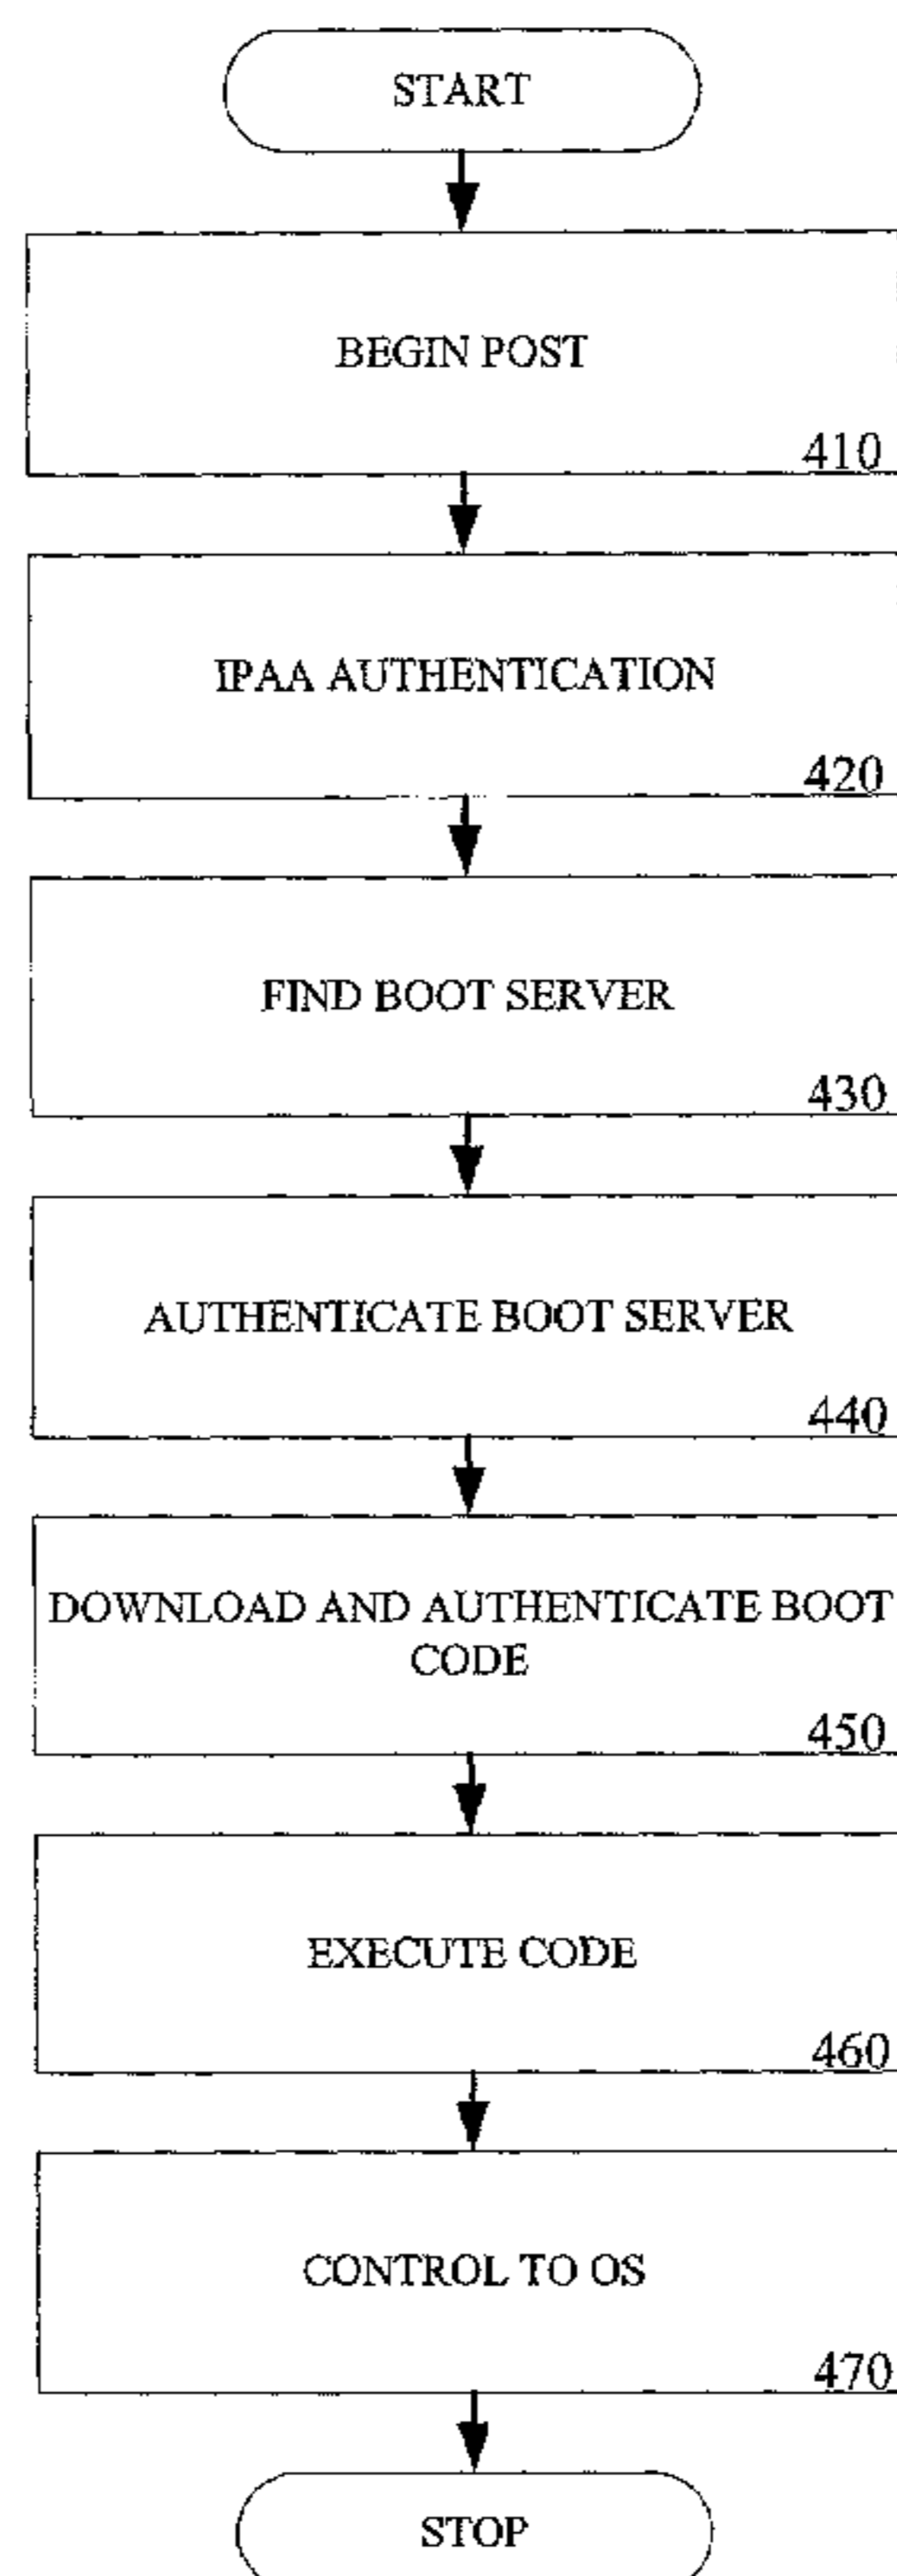 START
BEGIN POST
410
IPAA AUTHENTICATION
420
FIND BOOT SERVER
430
AUTHENTICATE BOOT SERVER
440
DOWNLOAD AND AUTHENTICATE BOOT
CODE
450
EXECUTE CODE
460
CONTROL TO OS
470
STOP